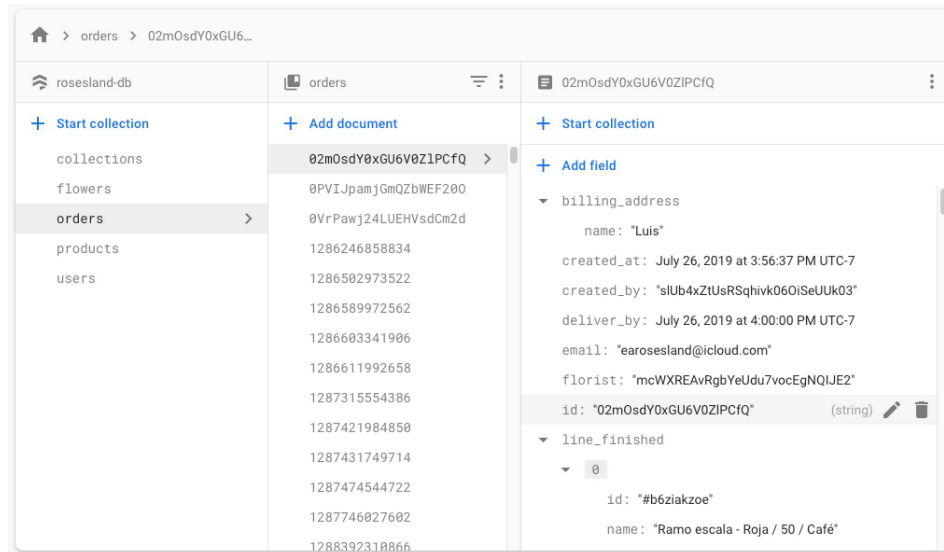 orders > 02mOsdY0xGU6…
rosesland-db
Start collection
collections
flowers
orders
products
users
orders
Add document
02mOsdY0xGU6V0ZlPCfQ
0PVIJpamjGmQZbWEF20O
0VrPawj24LUEHVsdCm2d
1286246858834
1286502973522
1286589972562
1286603341906
1286611992658
1287315554386
1287421984850
1287431749714
1287474544722
1287746027602
1288392310866
02mOsdY0xGU6V0ZlPCfQ
Start collection
Add field
billing_address
name: "Luis"
created_at: July 26, 2019 at 3:56:37 PM UTC-7
created_by: "slUb4xZtUsRSqhivk06OiSeUUk03"
deliver_by: July 26, 2019 at 4:00:00 PM UTC-7
email: "earosesland@icloud.com"
florist: "mcWXREAvRgbYeUdu7vocEgNQIJE2"
id: "02mOsdY0xGU6V0ZlPCfQ" (string)
line_finished
0
id: "#b6ziakzoe"
name: "Ramo escala - Roja / 50 / Café"